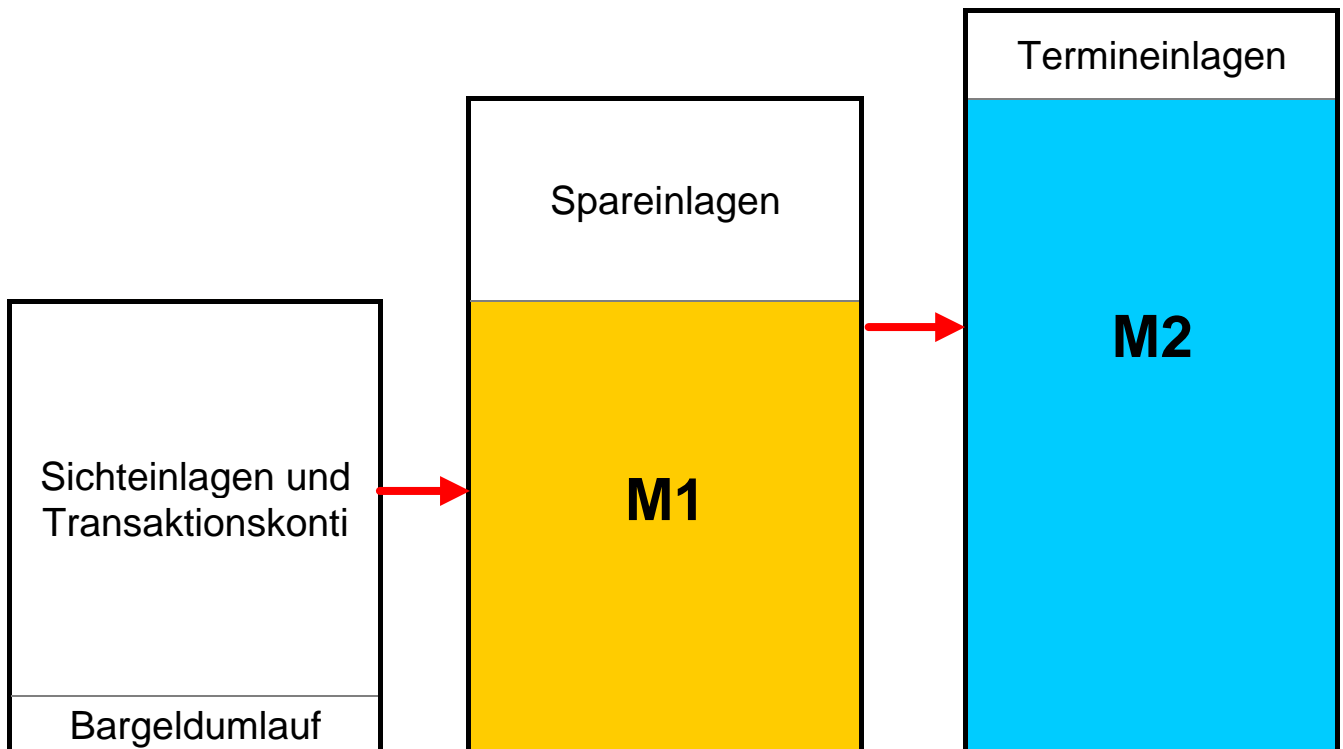 Sichteinlagen und
Transaktionskonti
Bargeldumlauf
Spareinlagen
M1
Termineinlagen
M2